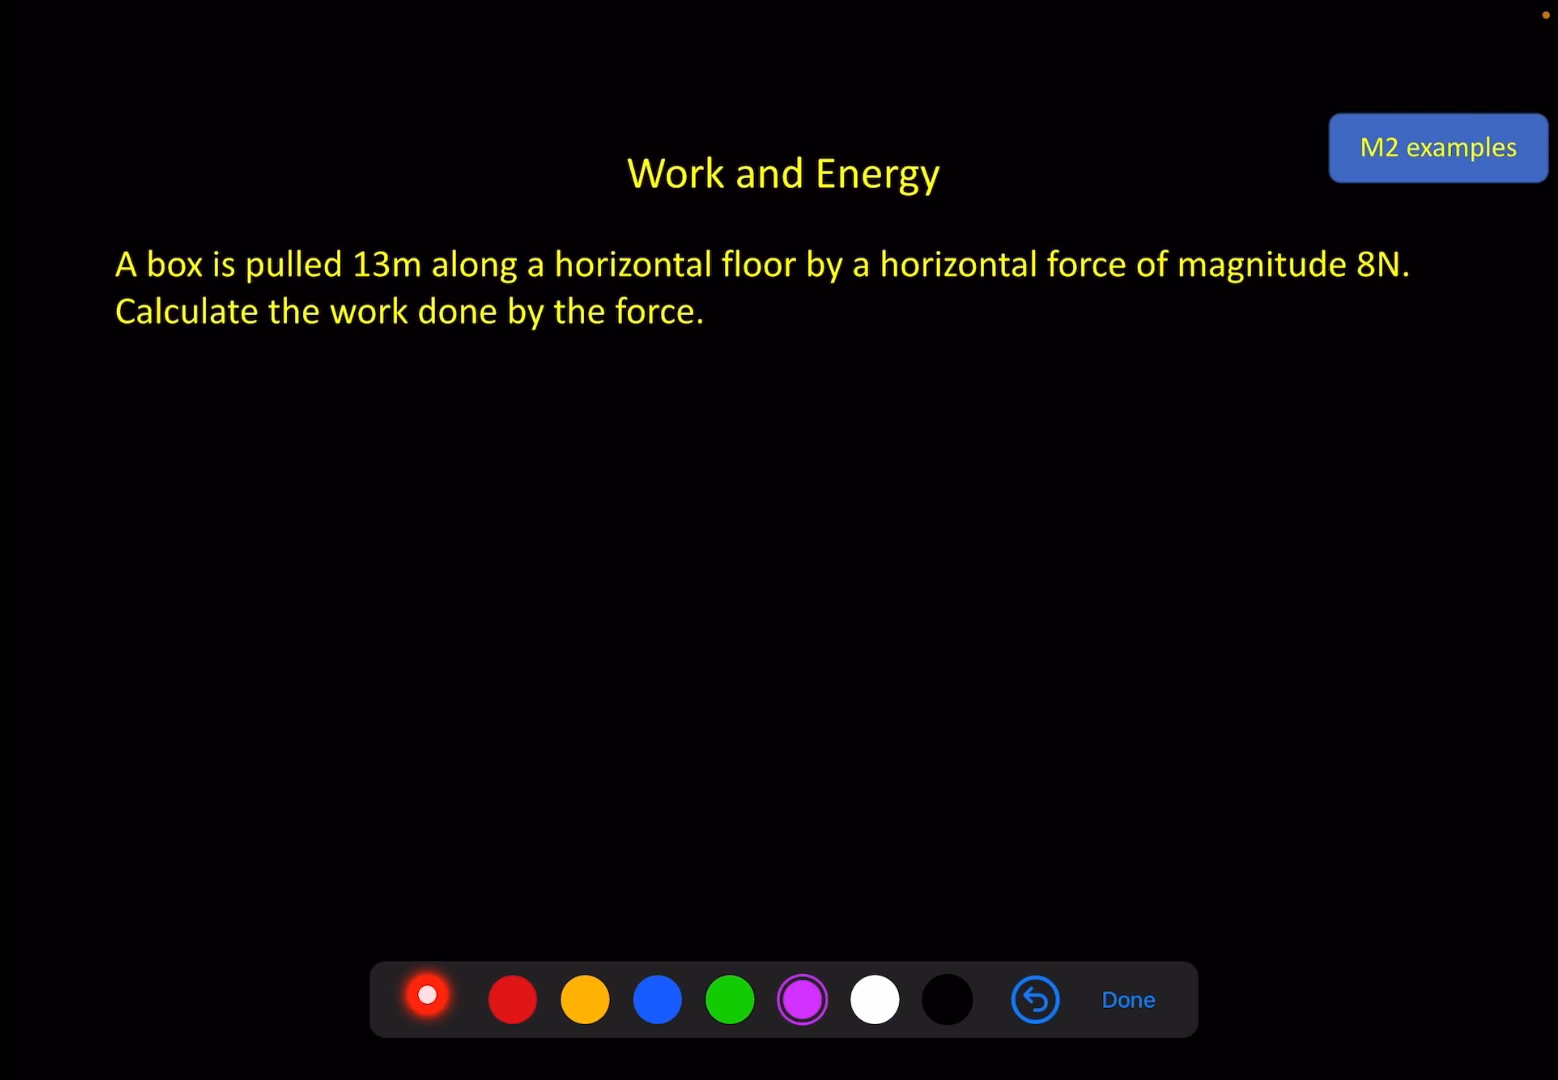 M2 examples
Work and Energy
A box is pulled 13m along a horizontal floor by a horizontal force of magnitude 8N.
Calculate the work done by the force.
Done